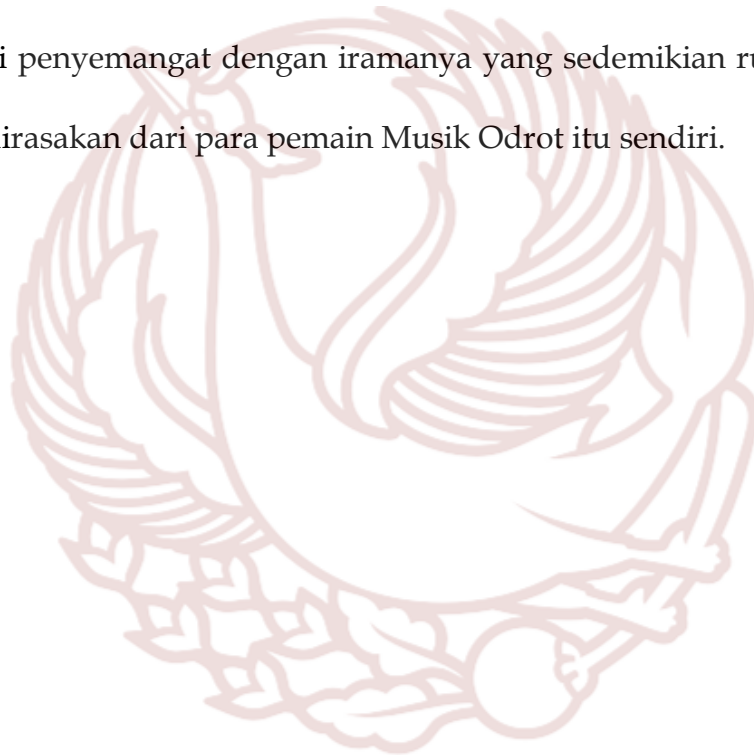 i penyemangat dengan iramanya yang sedemikian ru
irasakan dari para pemain Musik Odrot itu sendiri.